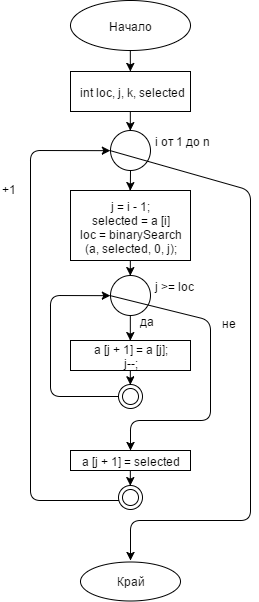 Начало
int loc, j, k, selected
i от 1 до n
+1
j = i - 1;
selected = a [i]
loc = binarySearch
(a, selected, 0, j);
j >= loc
да
не
a [j + 1] = a [j];
j--;
a [j + 1] = selected
Край